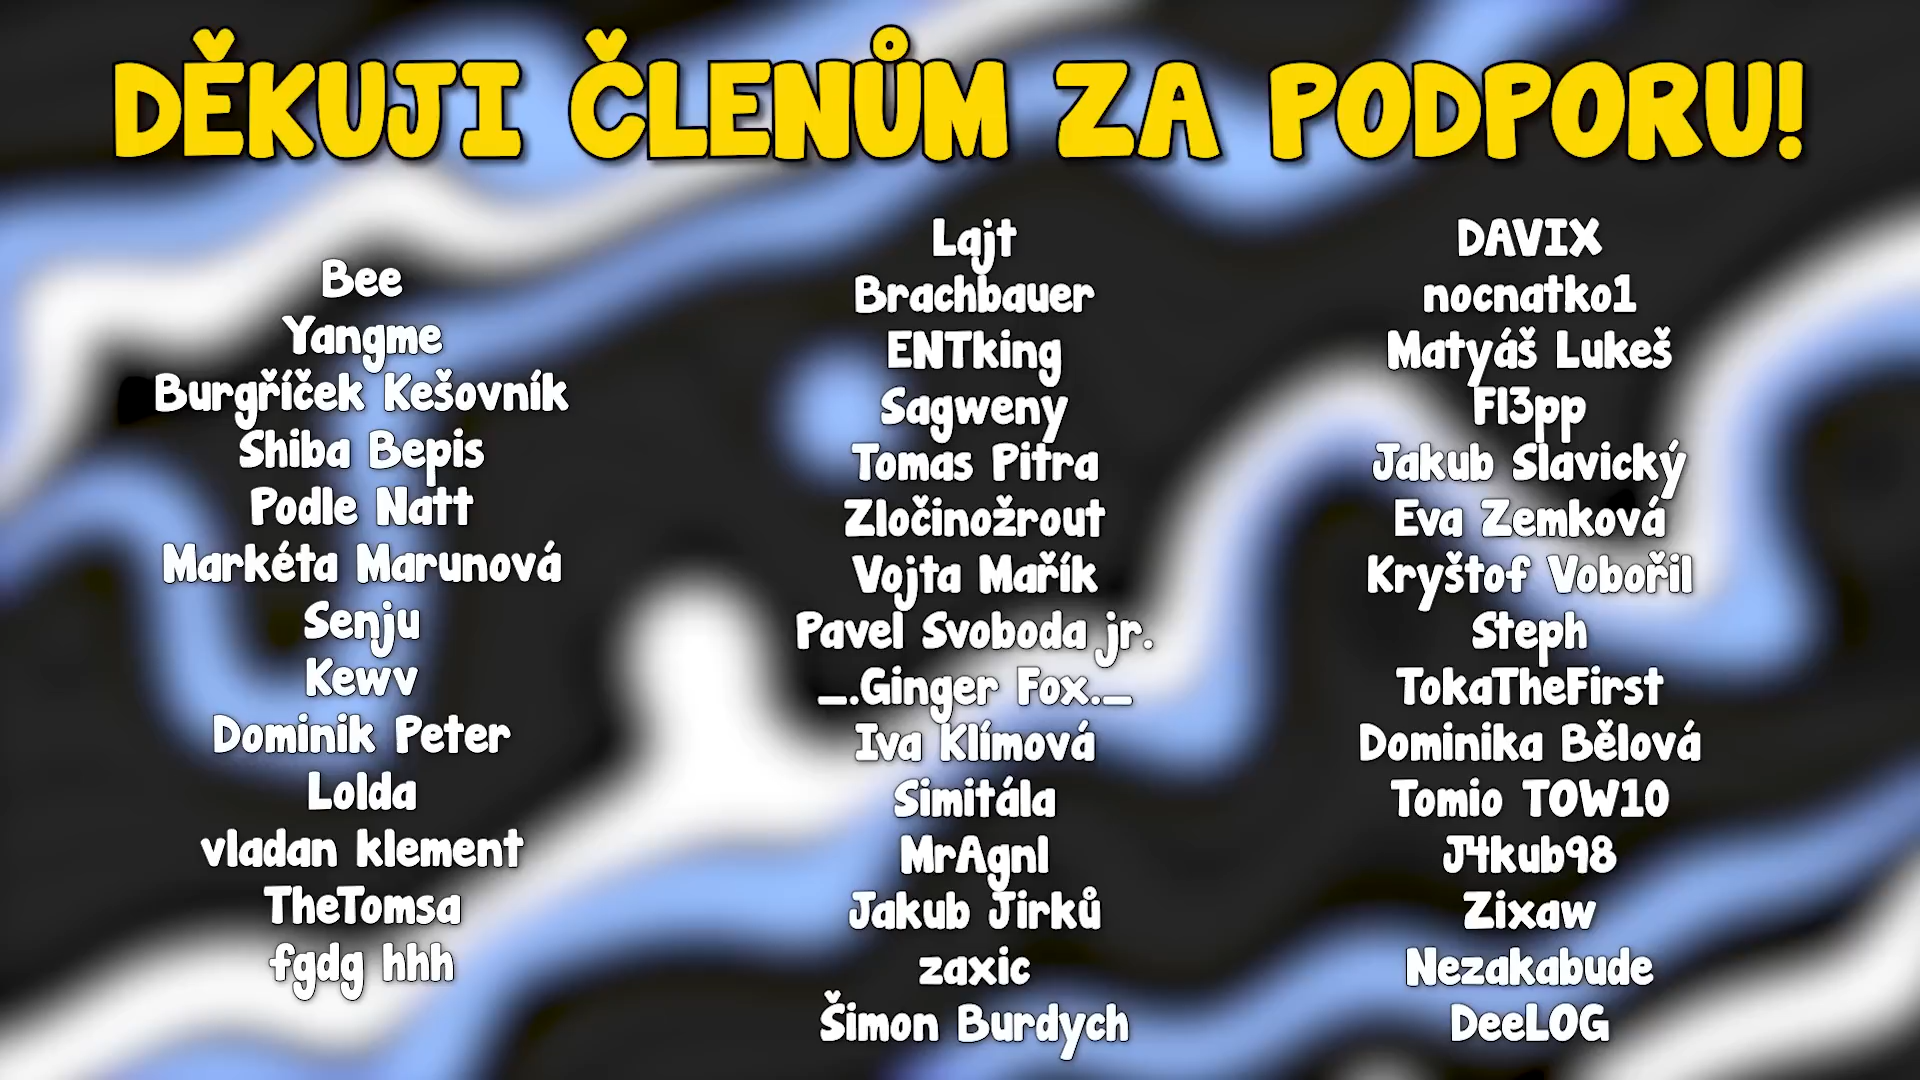 DĚKUJI ČLENŮM ZA PODPORU!
Bee
Yangme
Burgříček Kešovník
Shiba Bepis
Podle Natt
Markéta Marunová
Senju
Kewv
Dominik Peter
Lolda
vladan klement
TheTomsa
fgdg hhh
Lajt
Brachbauer
ENTking
Sagweny
Tomas Pitra
Zločinožrout
Vojta Mařík
Pavel Svoboda jr.
_.Ginger Fox._
Iva Klímová
Simitála
MrAgnl
Jakub Jirků
zaxic
Šimon Burdych
DAVIX
nocnatko1
Matyáš Lukeš
Fl3pp
Jakub Slavický
Eva Zemková
Kryštof Vobořil
Steph
TokaTheFirst
Dominika Bělová
Tomio TOW10
J4kub98
Zixaw
Nezakabude
DeeLOG